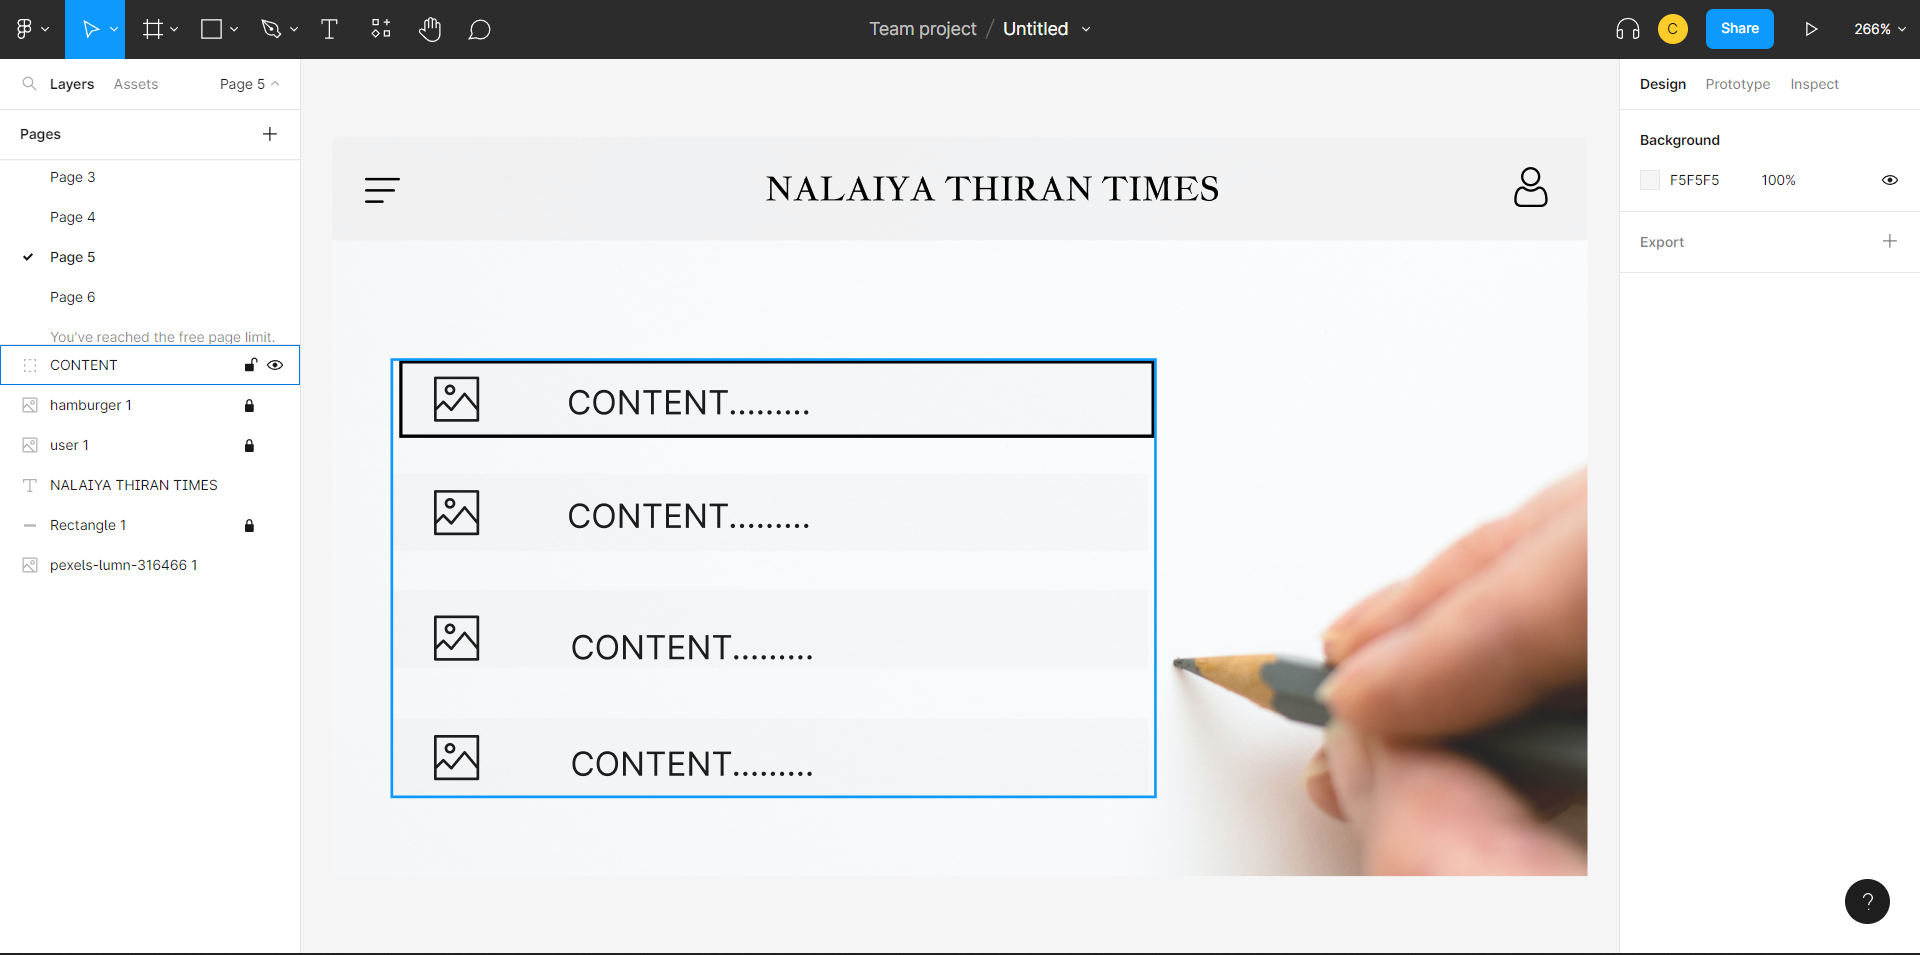 Team project / Untitled
C
Share
266%
Layers
Assets
Page 5
Pages
Page 3
Page 4
Page 5
Page 6
You've reached the free page limit.
CONTENT
hamburger 1
user 1
NALAIYA THIRAN TIMES
Rectangle 1
pexels-lumn-316466 1
NALAIYA THIRAN TIMES
CONTENT.........
CONTENT.........
CONTENT.........
CONTENT.........
Design
Prototype
Inspect
Background
F5F5F5
100%
Export
?